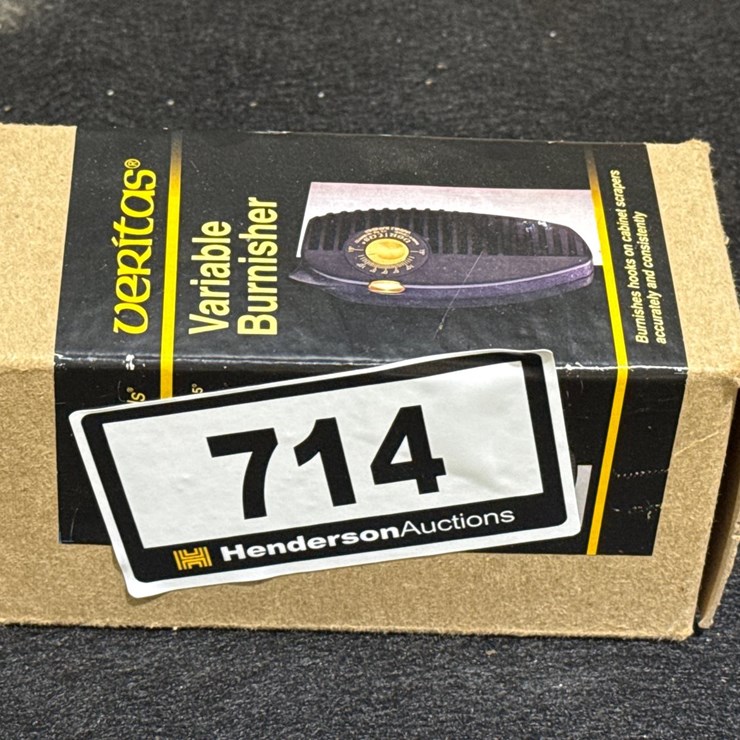 veritas®
Variable
Burnisher
Burnishes hooks on cabinet scrapers
accurately and consistently
714
HendersonAuctions